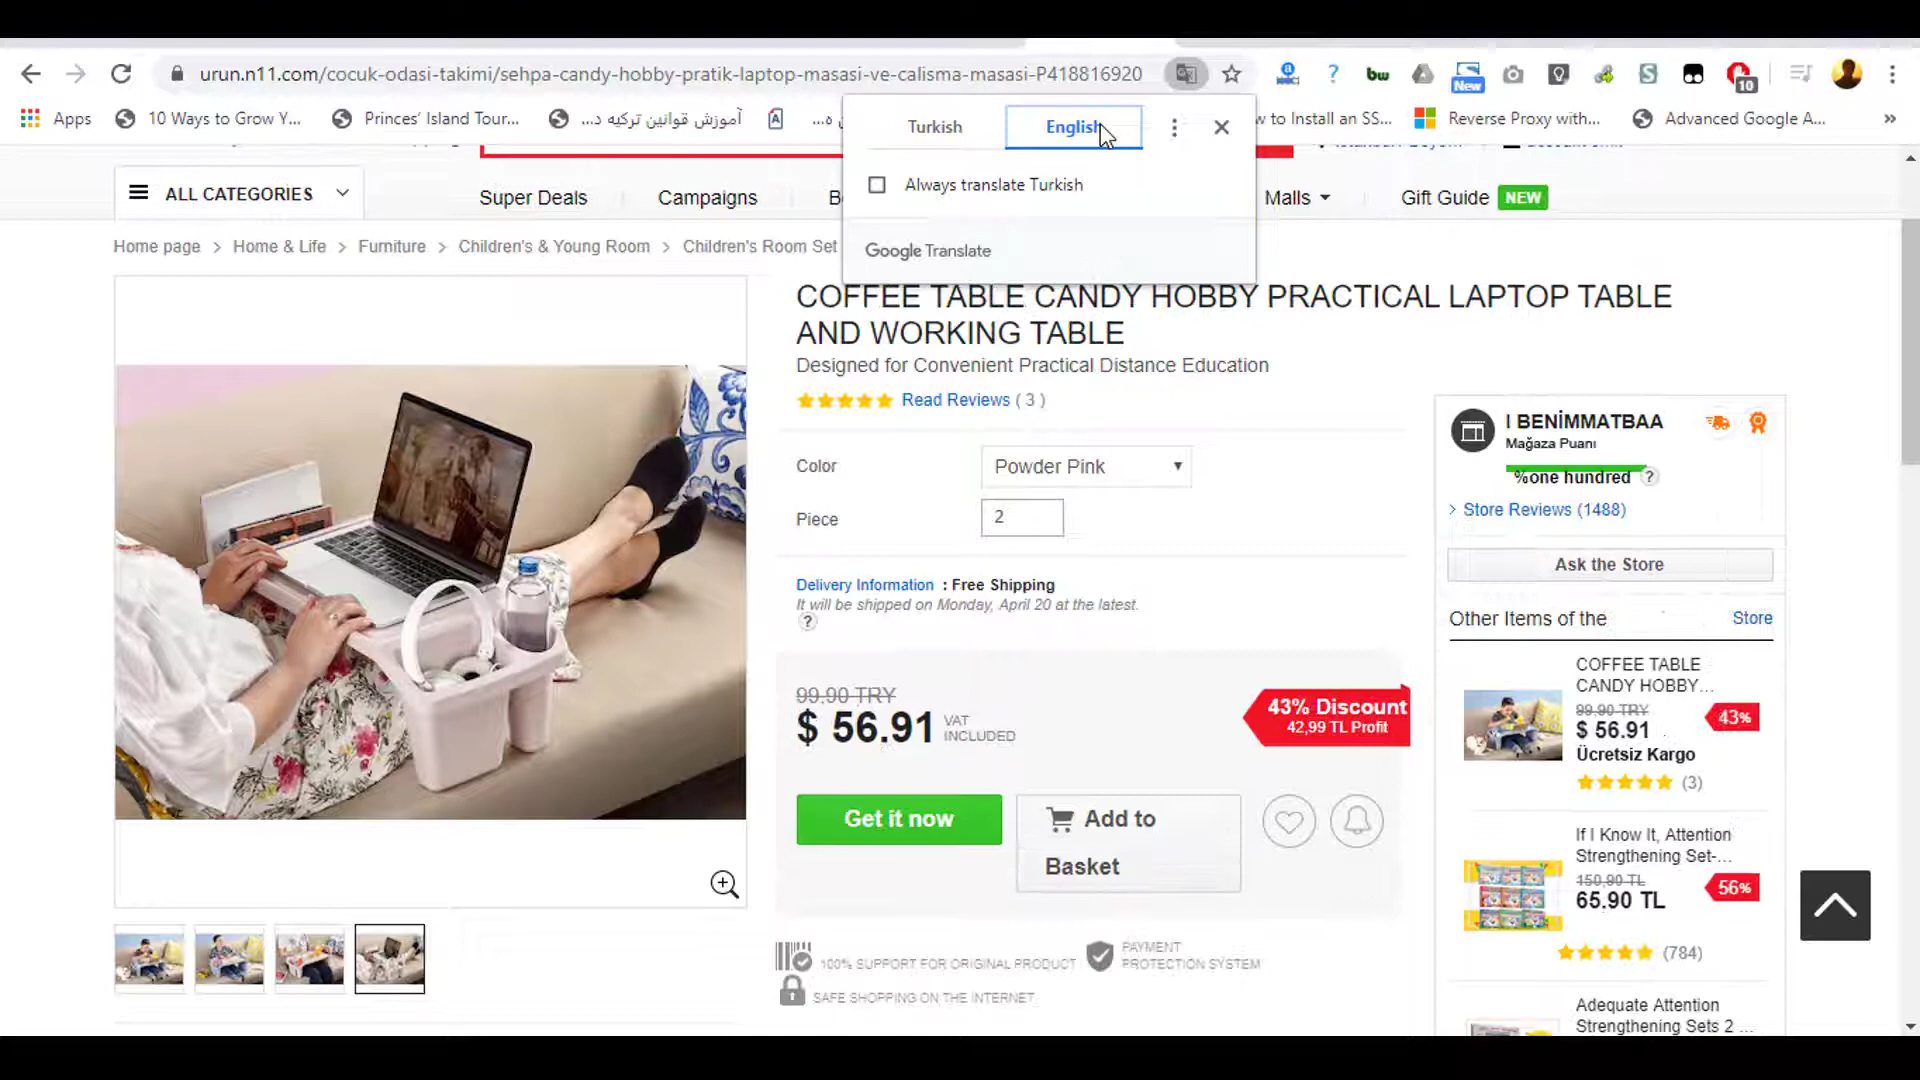 urun.n11.com/cocuk-odasi-takimi/sehpa-candy-hobby-pratik-laptop-masasi-ve-calisma-masasi-P418816920
New
bw
10
Apps
10 Ways to Grow Y...
Princes' Island Tour...
آموزش قوانین ترکیه د...
w to Install an SS...
Reverse Proxy with...
Advanced Google A...
»
Turkish
English
Always translate Turkish
Google Translate
ALL CATEGORİES
Super Deals
Campaigns
Malls
Gift Guide NEW
Home page > Home & Life > Furniture > Children's & Young Room > Children's Room Set
COFFEE TABLE CANDY HOBBY PRACTICAL LAPTOP TABLE
AND WORKING TABLE
Designed for Convenient Practical Distance Education
Read Reviews ( 3 )
Color
Powder Pink
Piece
2
Delivery Information : Free Shipping
It will be shipped on Monday, April 20 at the latest.
?
99,90 TRY
$ 56.91 VAT
INCLUDED
43% Discount
42,99 TL Profit
Get it now
Add to
Basket
100% SUPPORT FOR ORIGINAL PRODUCT
PAYMENT
PROTECTION SYSTEM
SAFE SHOPPING ON THE INTERNET
I BENİMMATBAA
Mağaza Puanı
%one hundred ?
> Store Reviews (1488)
Ask the Store
Other Items of the
Store
COFFEE TABLE
CANDY HOBBY...
99,90 TRY
$ 56.91
43%
Ücretsiz Kargo
(3)
If I Know It, Attention
Strengthening Set-...
150,90 TL
65.90 TL
56%
(784)
Adequate Attention
Strengthening Sets 2 ...